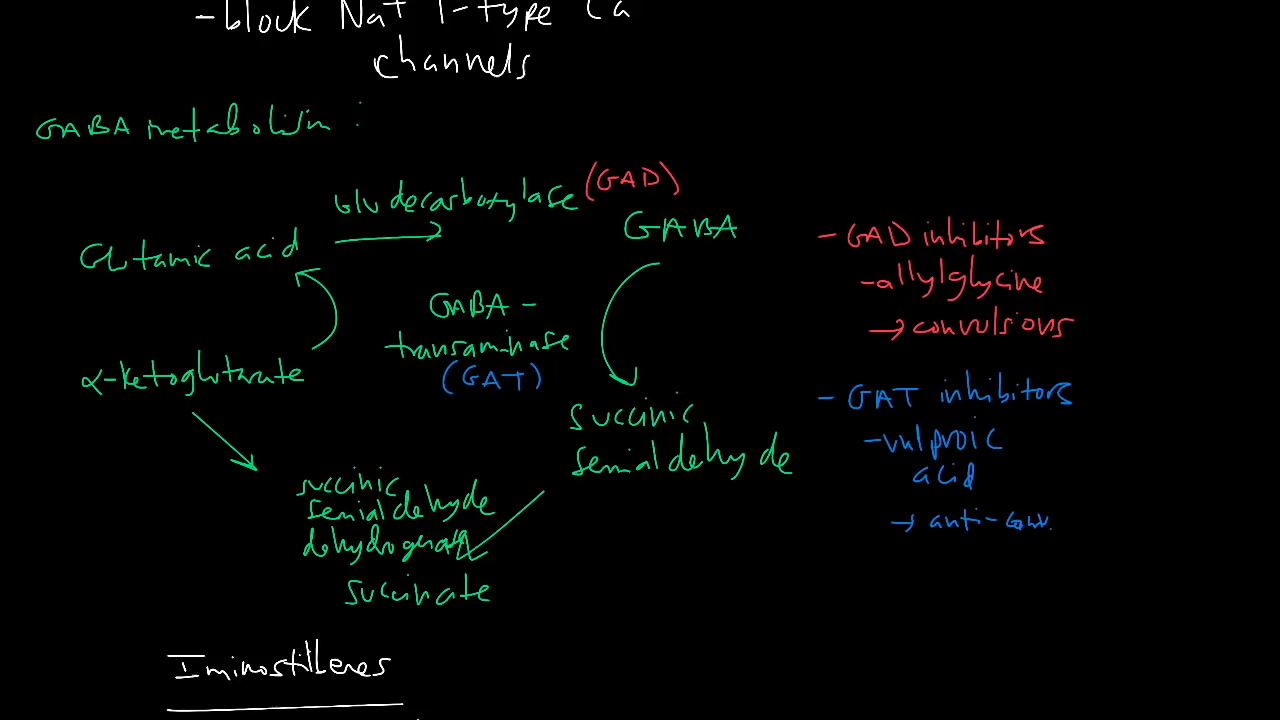 -block Na+ T-type Ca
channels
GABA metabolism :
Glu decarboxylase (GAD)
Glutamic acid
GABA
GABA -
transaminase
(GAT)
α-ketoglutarate
succinic
semialdehyde
succinic
semialdehyde
dehydrogenase
succinate
- GAD inhibitors
-allylglycine
→ convulsions
- GAT inhibitors
-vulproic
acid
→ anti-conv.
Iminostilbenes